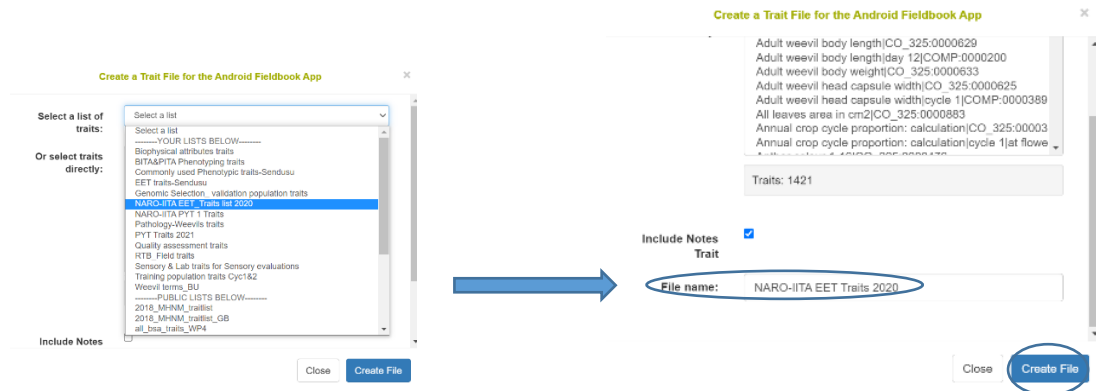 Create a Trait File for the Android Fieldbook App
×
Select a list of traits:
Select a list
Select a list
--------YOUR LISTS BELOW--------
Biophysical attributes traits
BITA&PITA Phenotyping traits
Commonly used Phenotypic traits-Sendusu
EET traits-Sendusu
Genomic Selection_ validation population traits
NARO-IITA EET_Traits list 2020
NARO-IITA PYT 1 Traits
Pathology-Weevils traits
PYT Traits 2021
Quality assessment traits
RTB_Field traits
Sensory & Lab traits for Sensory evaluations
Training population traits Cyc1&2
Weevil terms_BU
--------PUBLIC LISTS BELOW--------
2018_MHNM_traitlist
2018_MHNM_traitlist_GB
all_bsa_traits_WP4
Or select traits
directly:
Include Notes
Close
Create File
Create a Trait File for the Android Fieldbook App
×
Adult weevil body length|CO_325:0000629
Adult weevil body length|day 12|COMP:0000200
Adult weevil body weight|CO_325:0000633
Adult weevil head capsule width|CO_325:0000625
Adult weevil head capsule width|cycle 1|COMP:0000389
All leaves area in cm2|CO_325:0000883
Annual crop cycle proportion: calculation|CO_325:00003
Annual crop cycle proportion: calculation|cycle 1|at flowe
Traits: 1421
Include Notes
Trait
File name:
NARO-IITA EET Traits 2020
Close
Create File